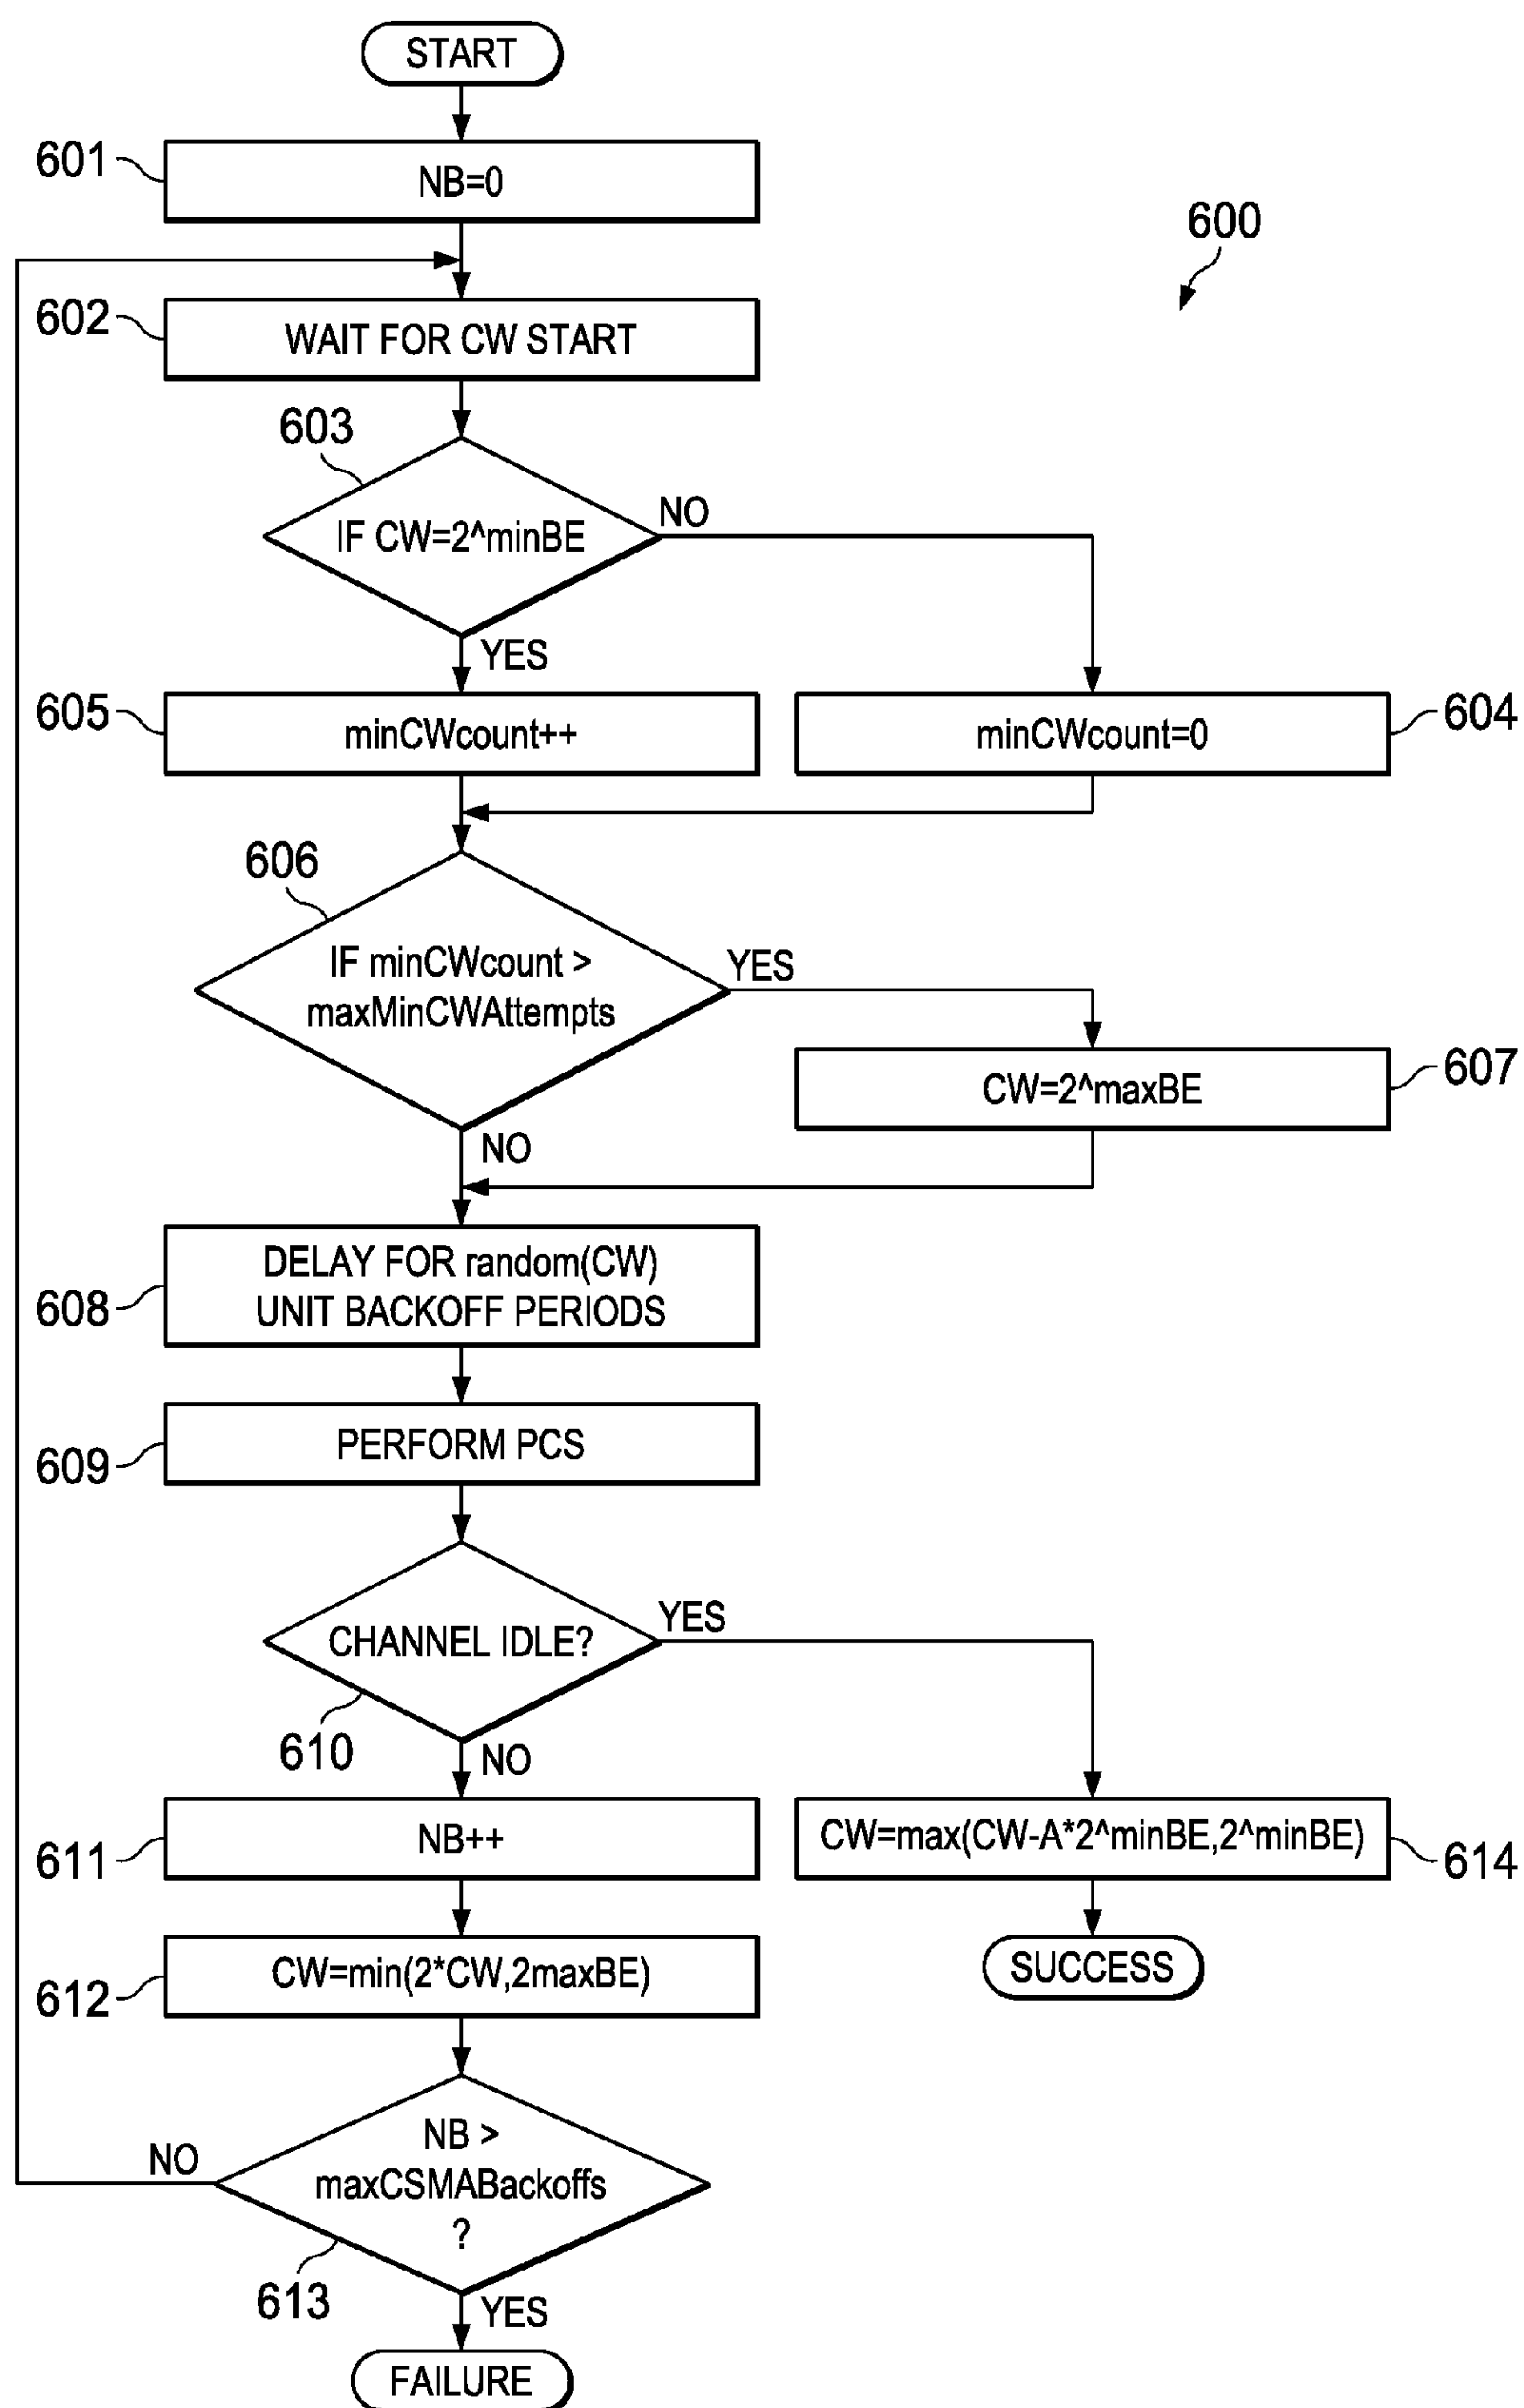 START
601
NB=0
600
602
WAIT FOR CW START
603
IF CW=2^minBE
NO
YES
605
minCWcount++
minCWcount=0
604
606
IF minCWcount >
maxMinCWAttempts
YES
CW=2^maxBE
607
NO
DELAY FOR random(CW)
UNIT BACKOFF PERIODS
608
PERFORM PCS
609
CHANNEL IDLE?
YES
610
NO
NB++
611
CW=max(CW-A*2^minBE,2^minBE)
614
CW=min(2*CW,2maxBE)
612
SUCCESS
NB >
maxCSMABackoffs
?
NO
613
YES
FAILURE